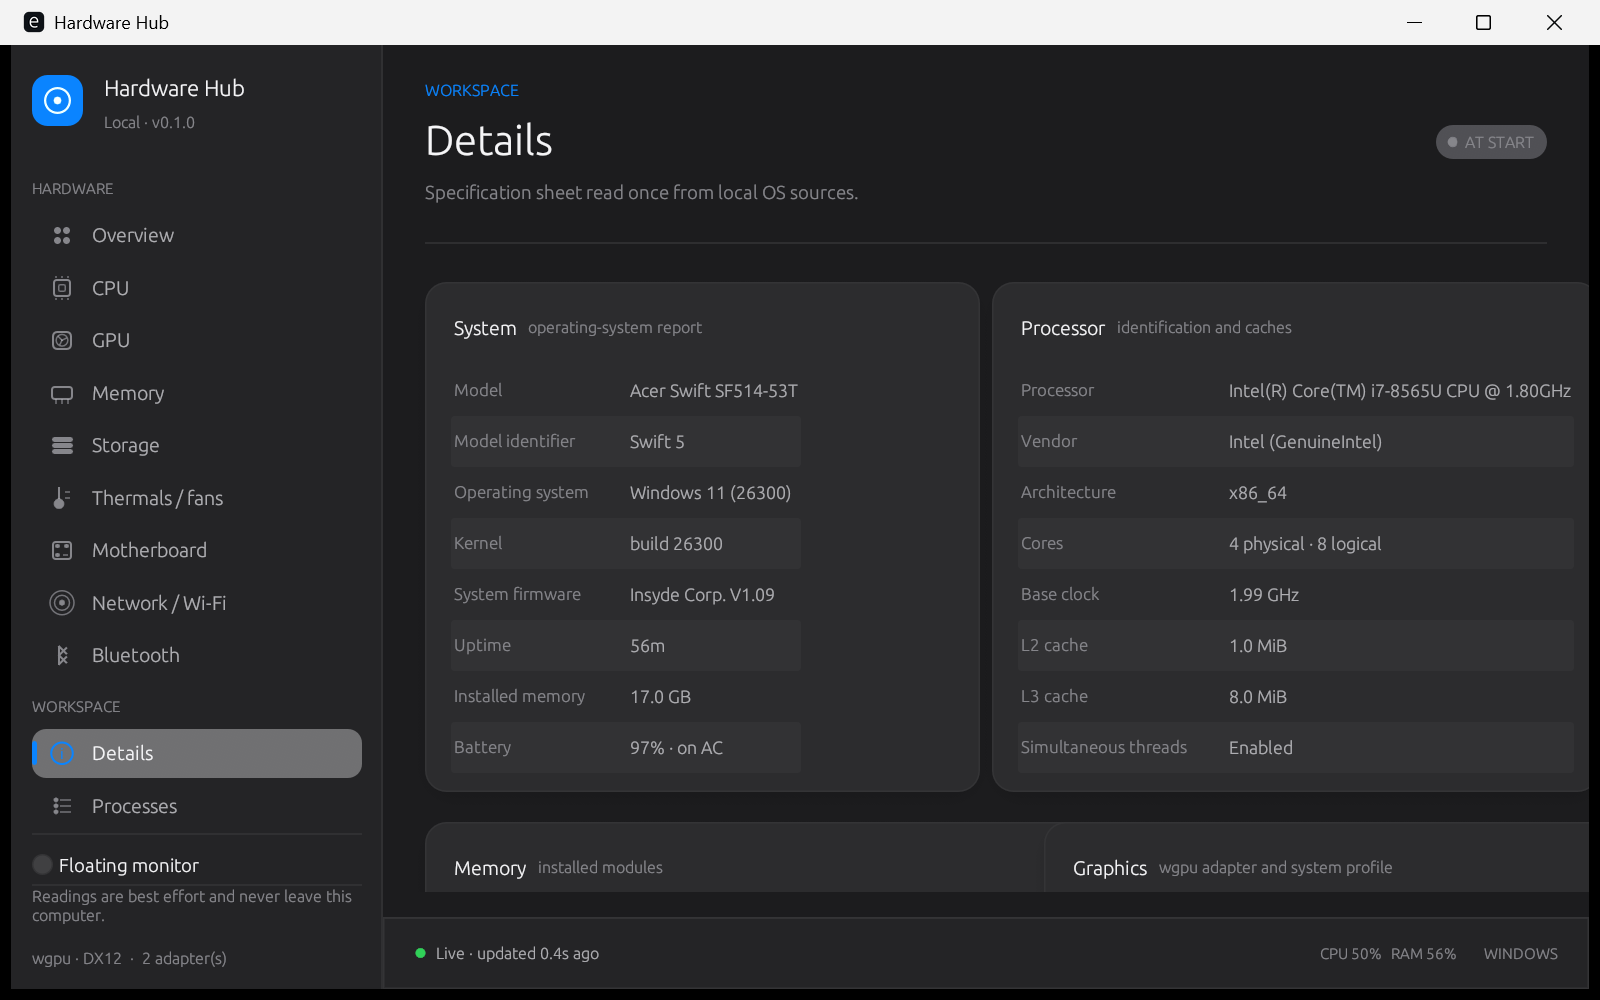 Hardware Hub
Hardware Hub
Local · v0.1.0
HARDWARE
Overview
CPU
GPU
Memory
Storage
Thermals / fans
Motherboard
Network / Wi-Fi
Bluetooth
WORKSPACE
Details
Processes
Floating monitor
Readings are best effort and never leave this
computer.
wgpu · DX12 · 2 adapter(s)
WORKSPACE
Details
AT START
Specification sheet read once from local OS sources.
System operating-system report
Model Acer Swift SF514-53T
Model identifier Swift 5
Operating system Windows 11 (26300)
Kernel build 26300
System firmware Insyde Corp. V1.09
Uptime 56m
Installed memory 17.0 GB
Battery 97% · on AC
Processor identification and caches
Processor Intel(R) Core(TM) i7-8565U CPU @ 1.80GHz
Vendor Intel (GenuineIntel)
Architecture x86_64
Cores 4 physical · 8 logical
Base clock 1.99 GHz
L2 cache 1.0 MiB
L3 cache 8.0 MiB
Simultaneous threads Enabled
Memory installed modules
Graphics wgpu adapter and system profile
Live · updated 0.4s ago
CPU 50% RAM 56% WINDOWS